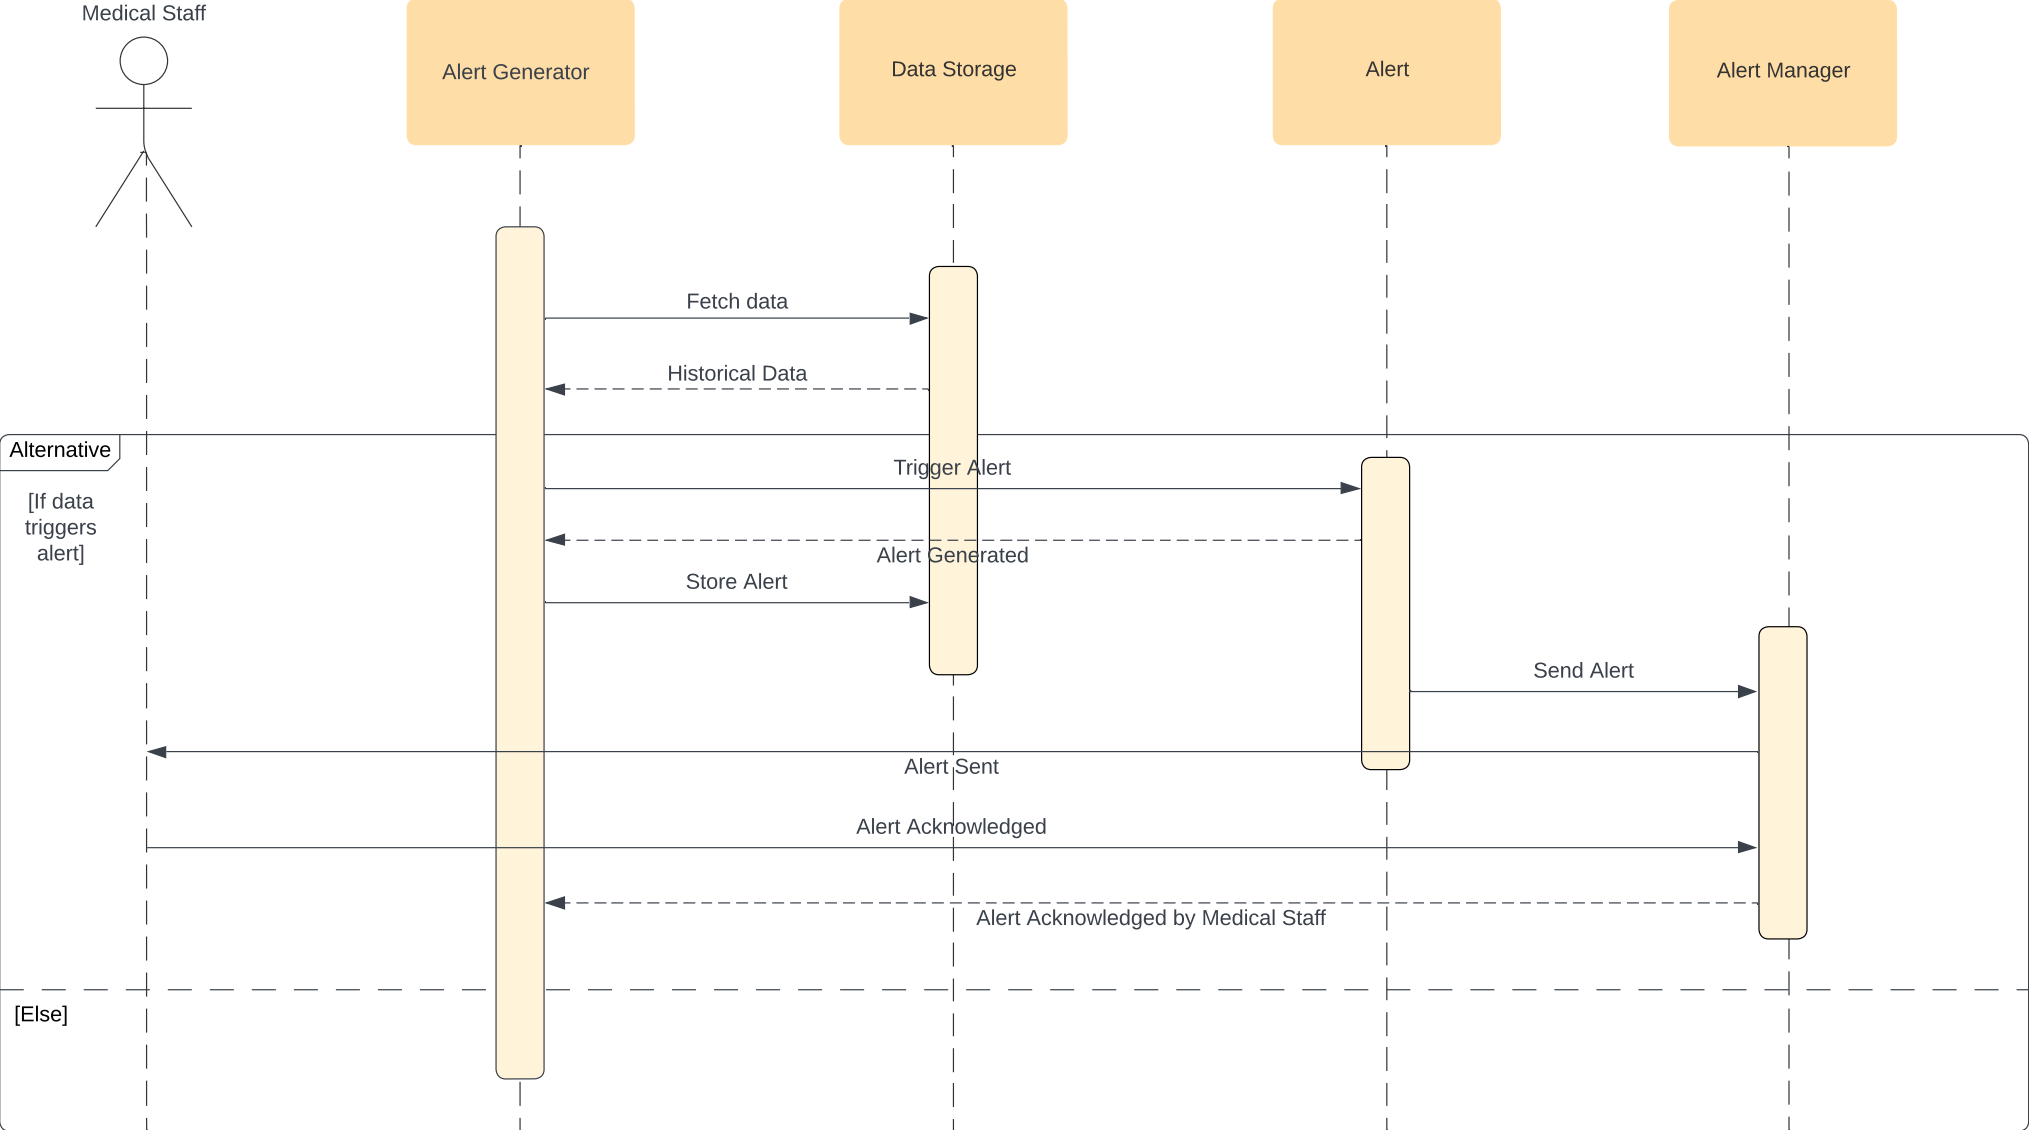 Medical Staff
Alert Generator
Data Storage
Alert
Alert Manager
Fetch data
Historical Data
Alternative
[If data
triggers
alert]
Trigger Alert
Alert Generated
Store Alert
Send Alert
Alert Sent
Alert Acknowledged
Alert Acknowledged by Medical Staff
[Else]